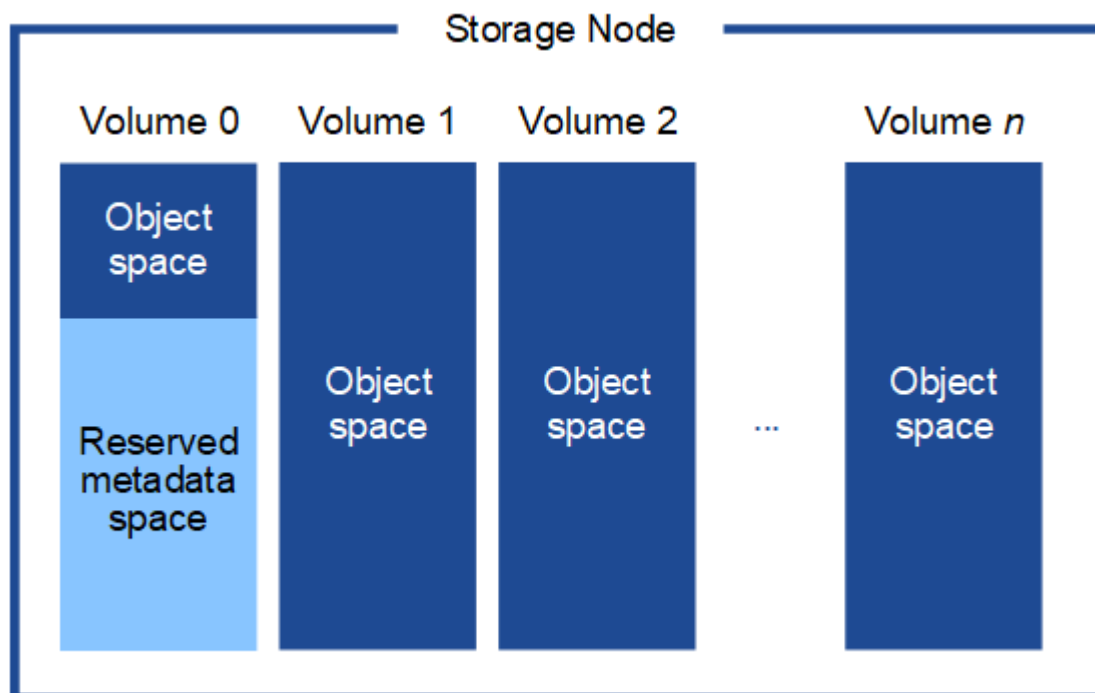 Storage Node
Volume 0
Volume 1
Volume 2
Volume n
Object
space
Reserved
metadata
space
Object
space
Object
space
...
Object
space